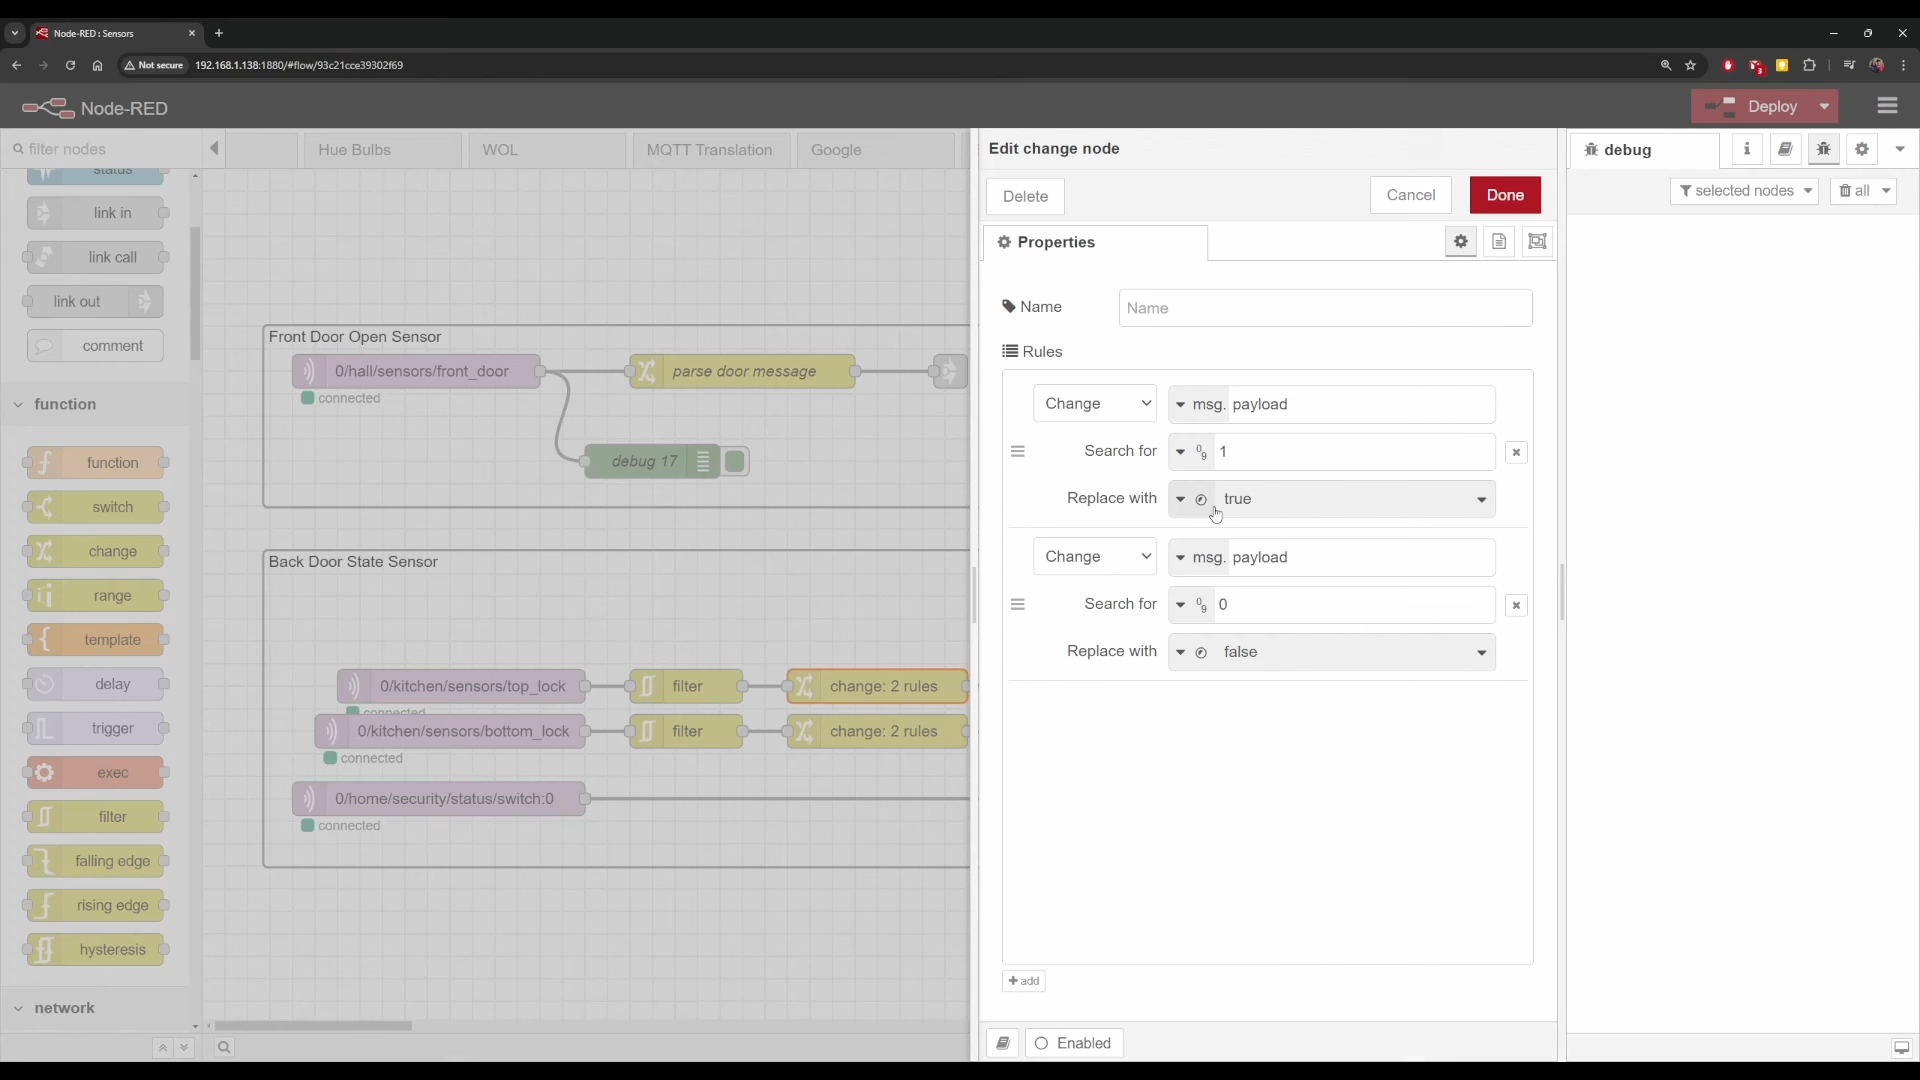 Node-RED : Sensors
Not secure 192.168.1.138:1880/#flow/93c21cce39302f69
3
Node-RED
Deploy
filter nodes
Hue Bulbs
WOL
MQTT Translation
Google
Edit change node
debug
Delete
Cancel
Done
selected nodes
all
status
link in
link call
link out
comment
function
function
switch
change
range
template
delay
trigger
exec
filter
falling edge
rising edge
hysteresis
network
Front Door Open Sensor
0/hall/sensors/front_door
parse door message
connected
debug 17
Back Door State Sensor
0/kitchen/sensors/top_lock
filter
change: 2 rules
connected
0/kitchen/sensors/bottom_lock
filter
change: 2 rules
connected
0/home/security/status/switch:0
connected
Properties
Name
Name
Rules
Change
msg. payload
Search for
0
9
1
Replace with
true
Change
msg. payload
Search for
0
9
0
Replace with
false
add
Enabled